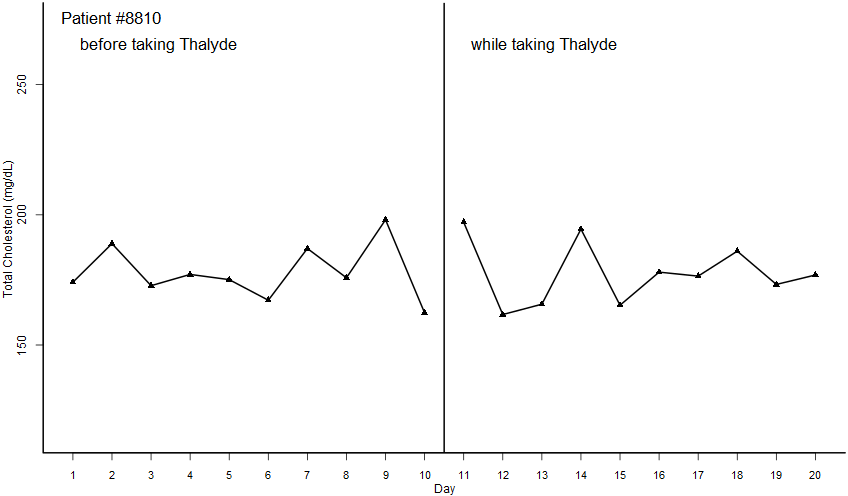 Patient #8810
before taking Thalyde
while taking Thalyde
Total Cholesterol (mg/dL)
250
200
150
1 2 3 4 5 6 7 8 9 10 11 12 13 14 15 16 17 18 19 20
Day